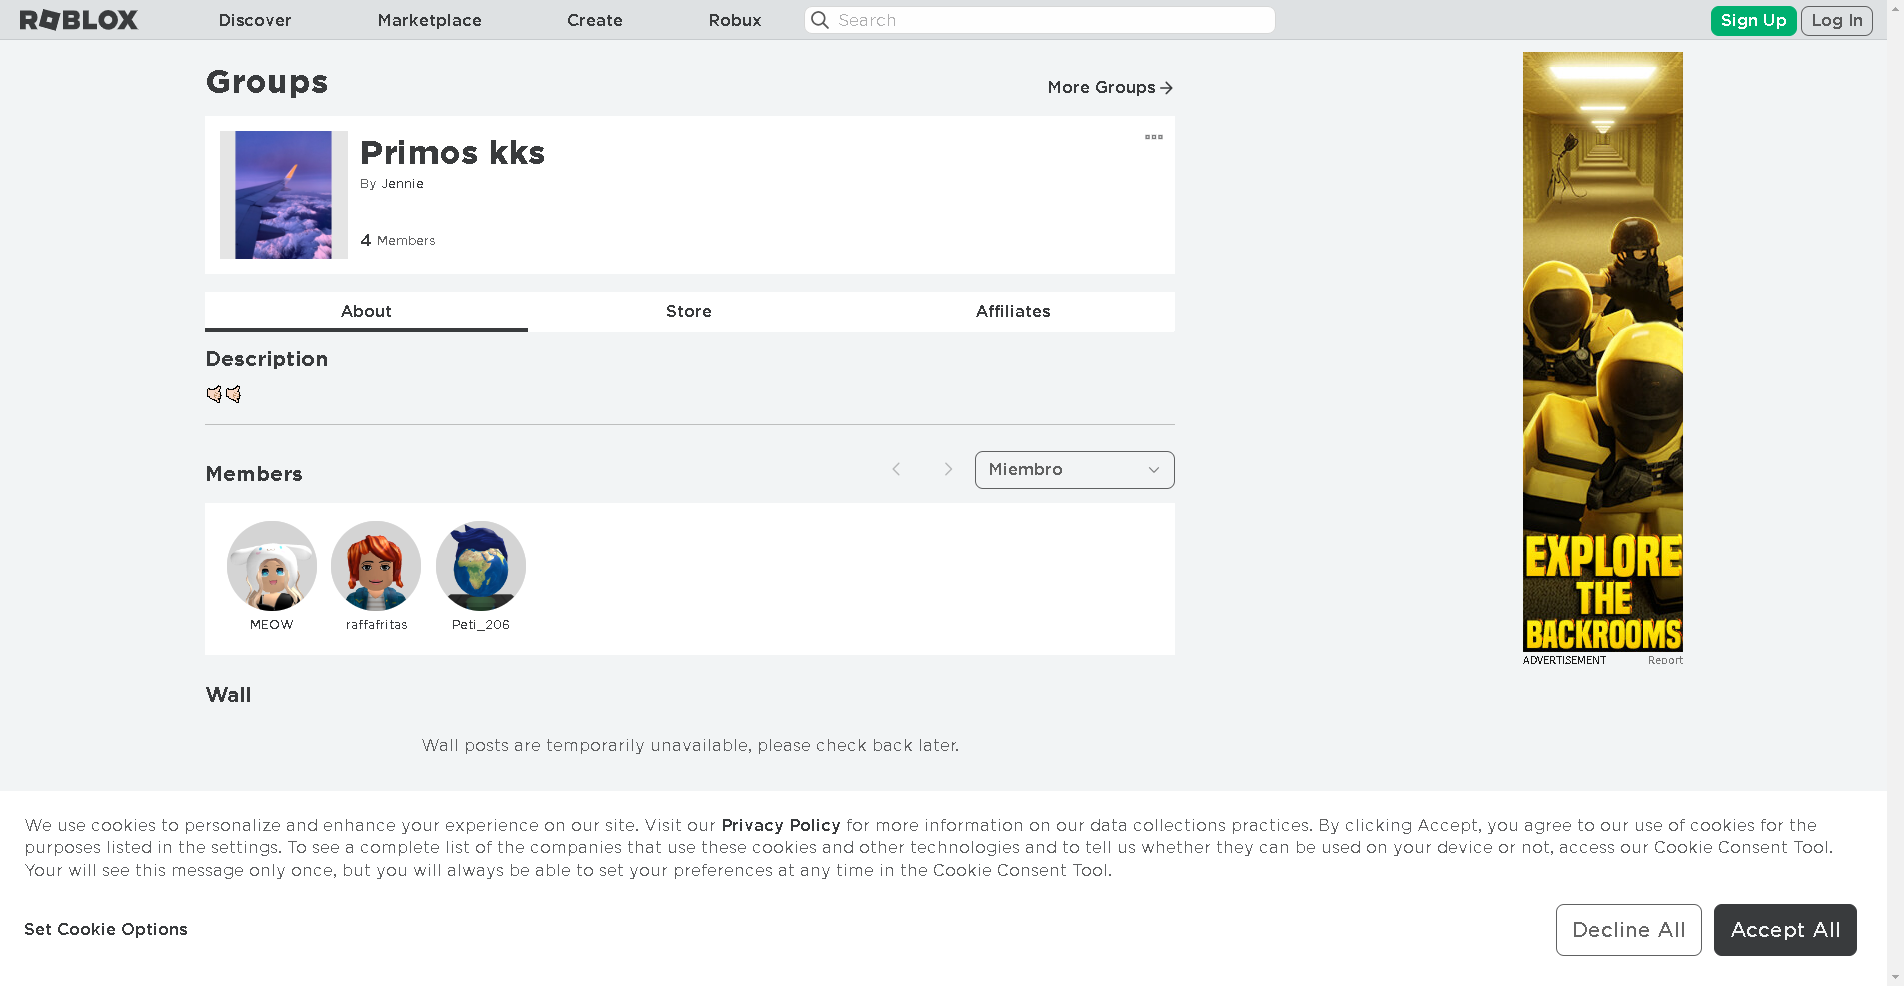 ROBLOX
Discover
Marketplace
Create
Robux
Search
Sign Up
Log In
Groups
More Groups
Primos kks
By Jennie
4 Members
About
Store
Affiliates
Description
Members
Miembro
MEOW
raffafritas
Peti_206
Wall
Wall posts are temporarily unavailable, please check back later.
EXPLORE
THE
BACKROOMS
ADVERTISEMENT
Report
We use cookies to personalize and enhance your experience on our site. Visit our Privacy Policy for more information on our data collections practices. By clicking Accept, you agree to our use of cookies for the
purposes listed in the settings. To see a complete list of the companies that use these cookies and other technologies and to tell us whether they can be used on your device or not, access our Cookie Consent Tool.
Your will see this message only once, but you will always be able to set your preferences at any time in the Cookie Consent Tool.
Set Cookie Options
Decline All
Accept All